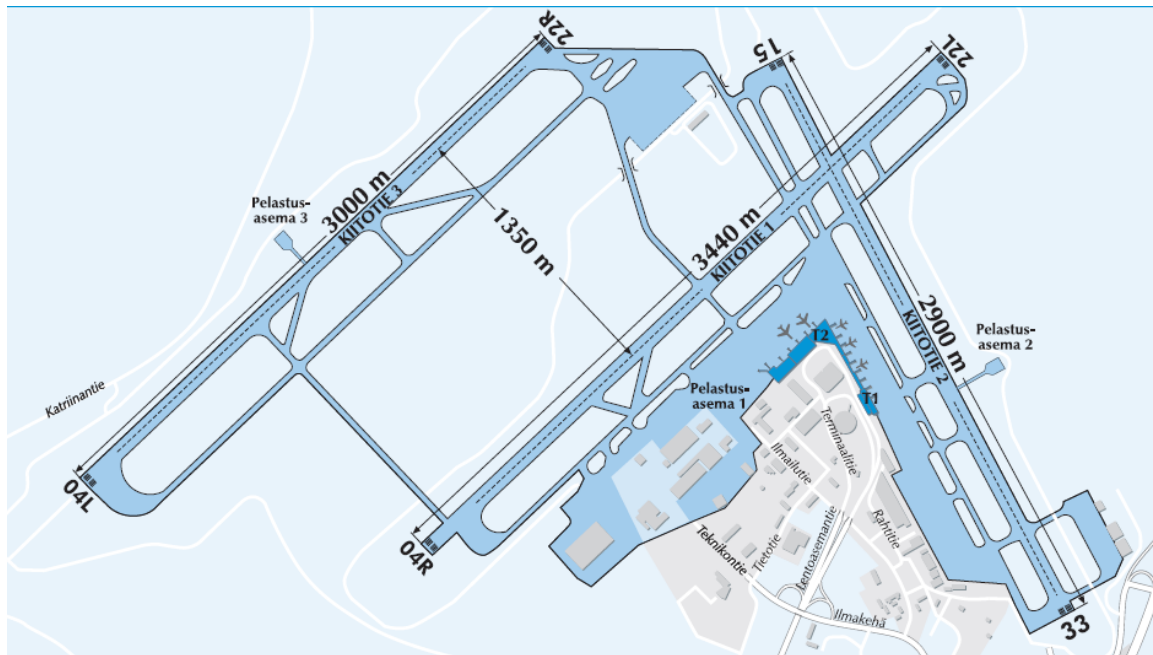 22R
15
22L
Pelastus-
asema 3
3000 m
KIITOTIE 3
1350 m
3440 m
KIITOTIE 1
2900 m
KIITOTIE 2
Pelastus-
asema 2
T2
T1
Pelastus-
asema 1
Katriinantie
Terminaalitie
Ilmailutie
04L
04R
Teknikontie
Tietotie
Lentoasemantie
Rahtitie
Ilmakehä
33